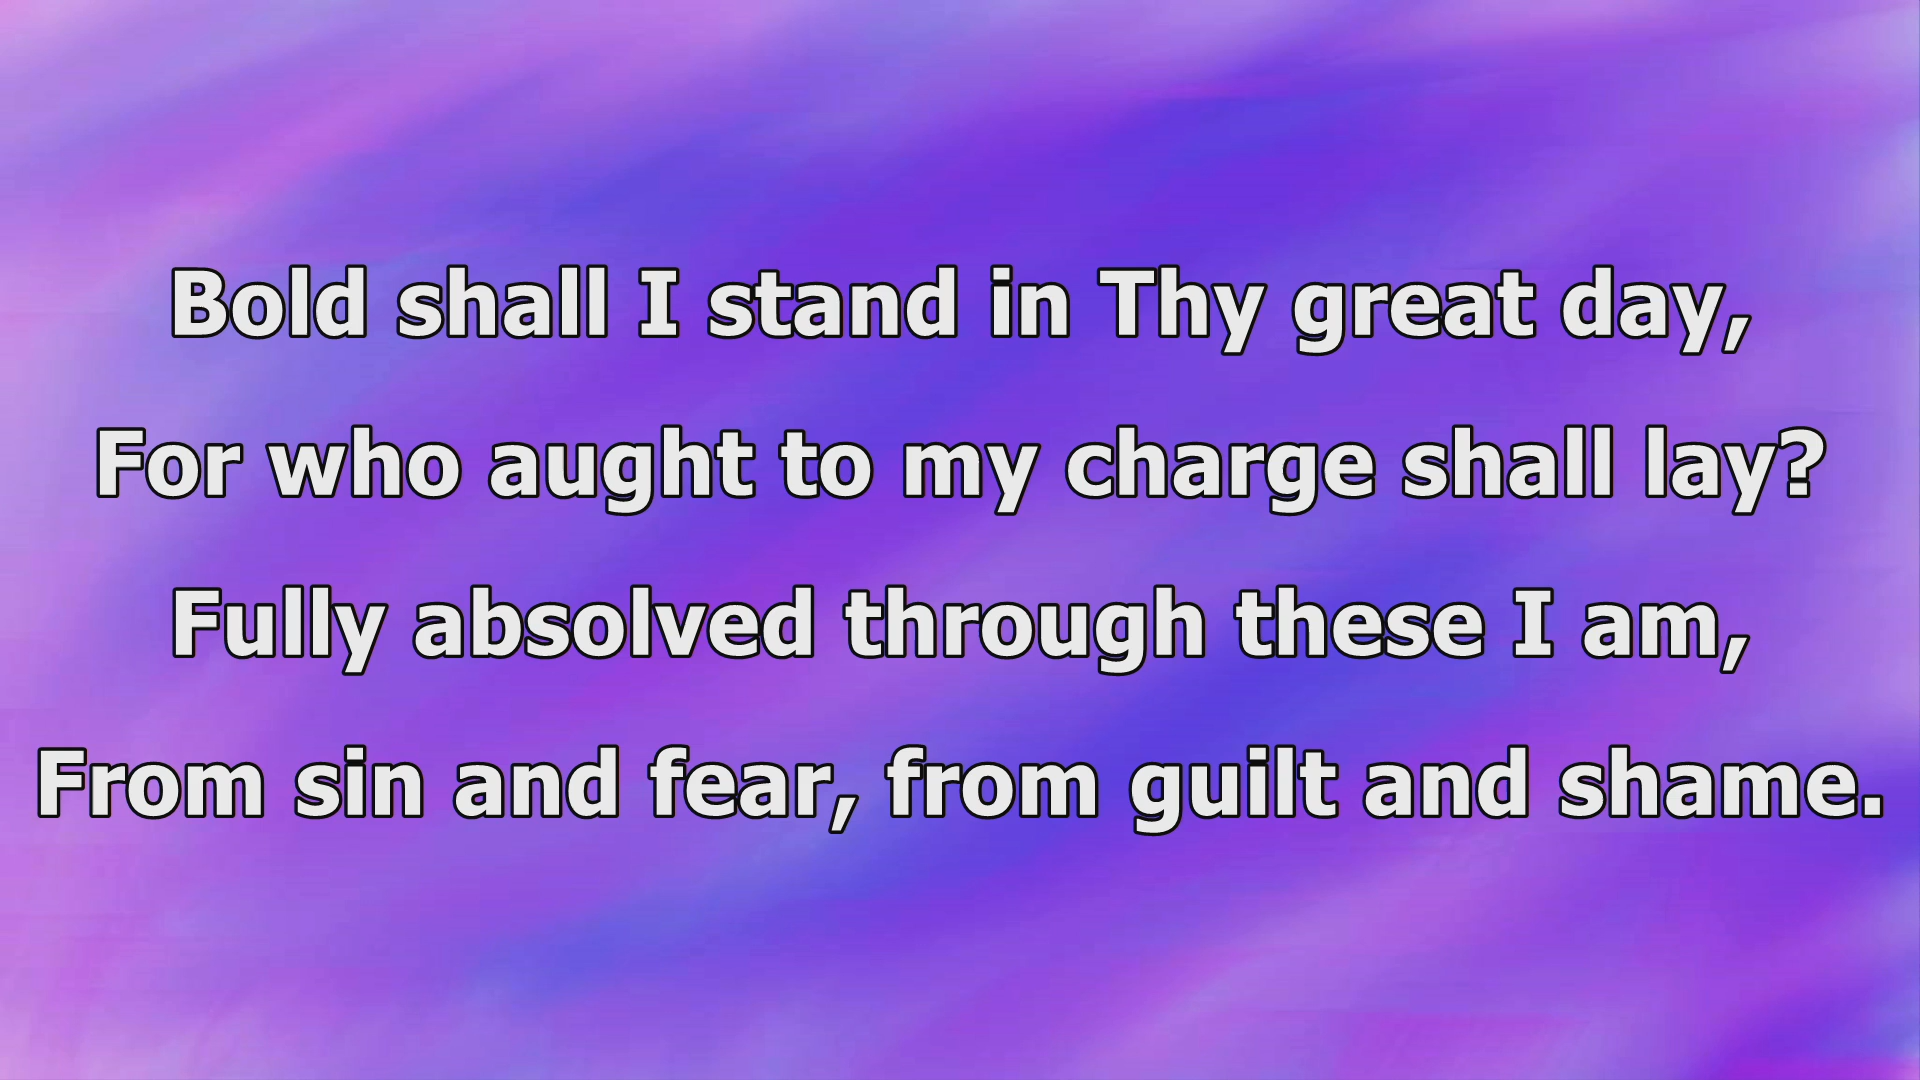 Bold shall I stand in Thy great day,
For who aught to my charge shall lay?
Fully absolved through these I am,
From sin and fear, from guilt and shame.